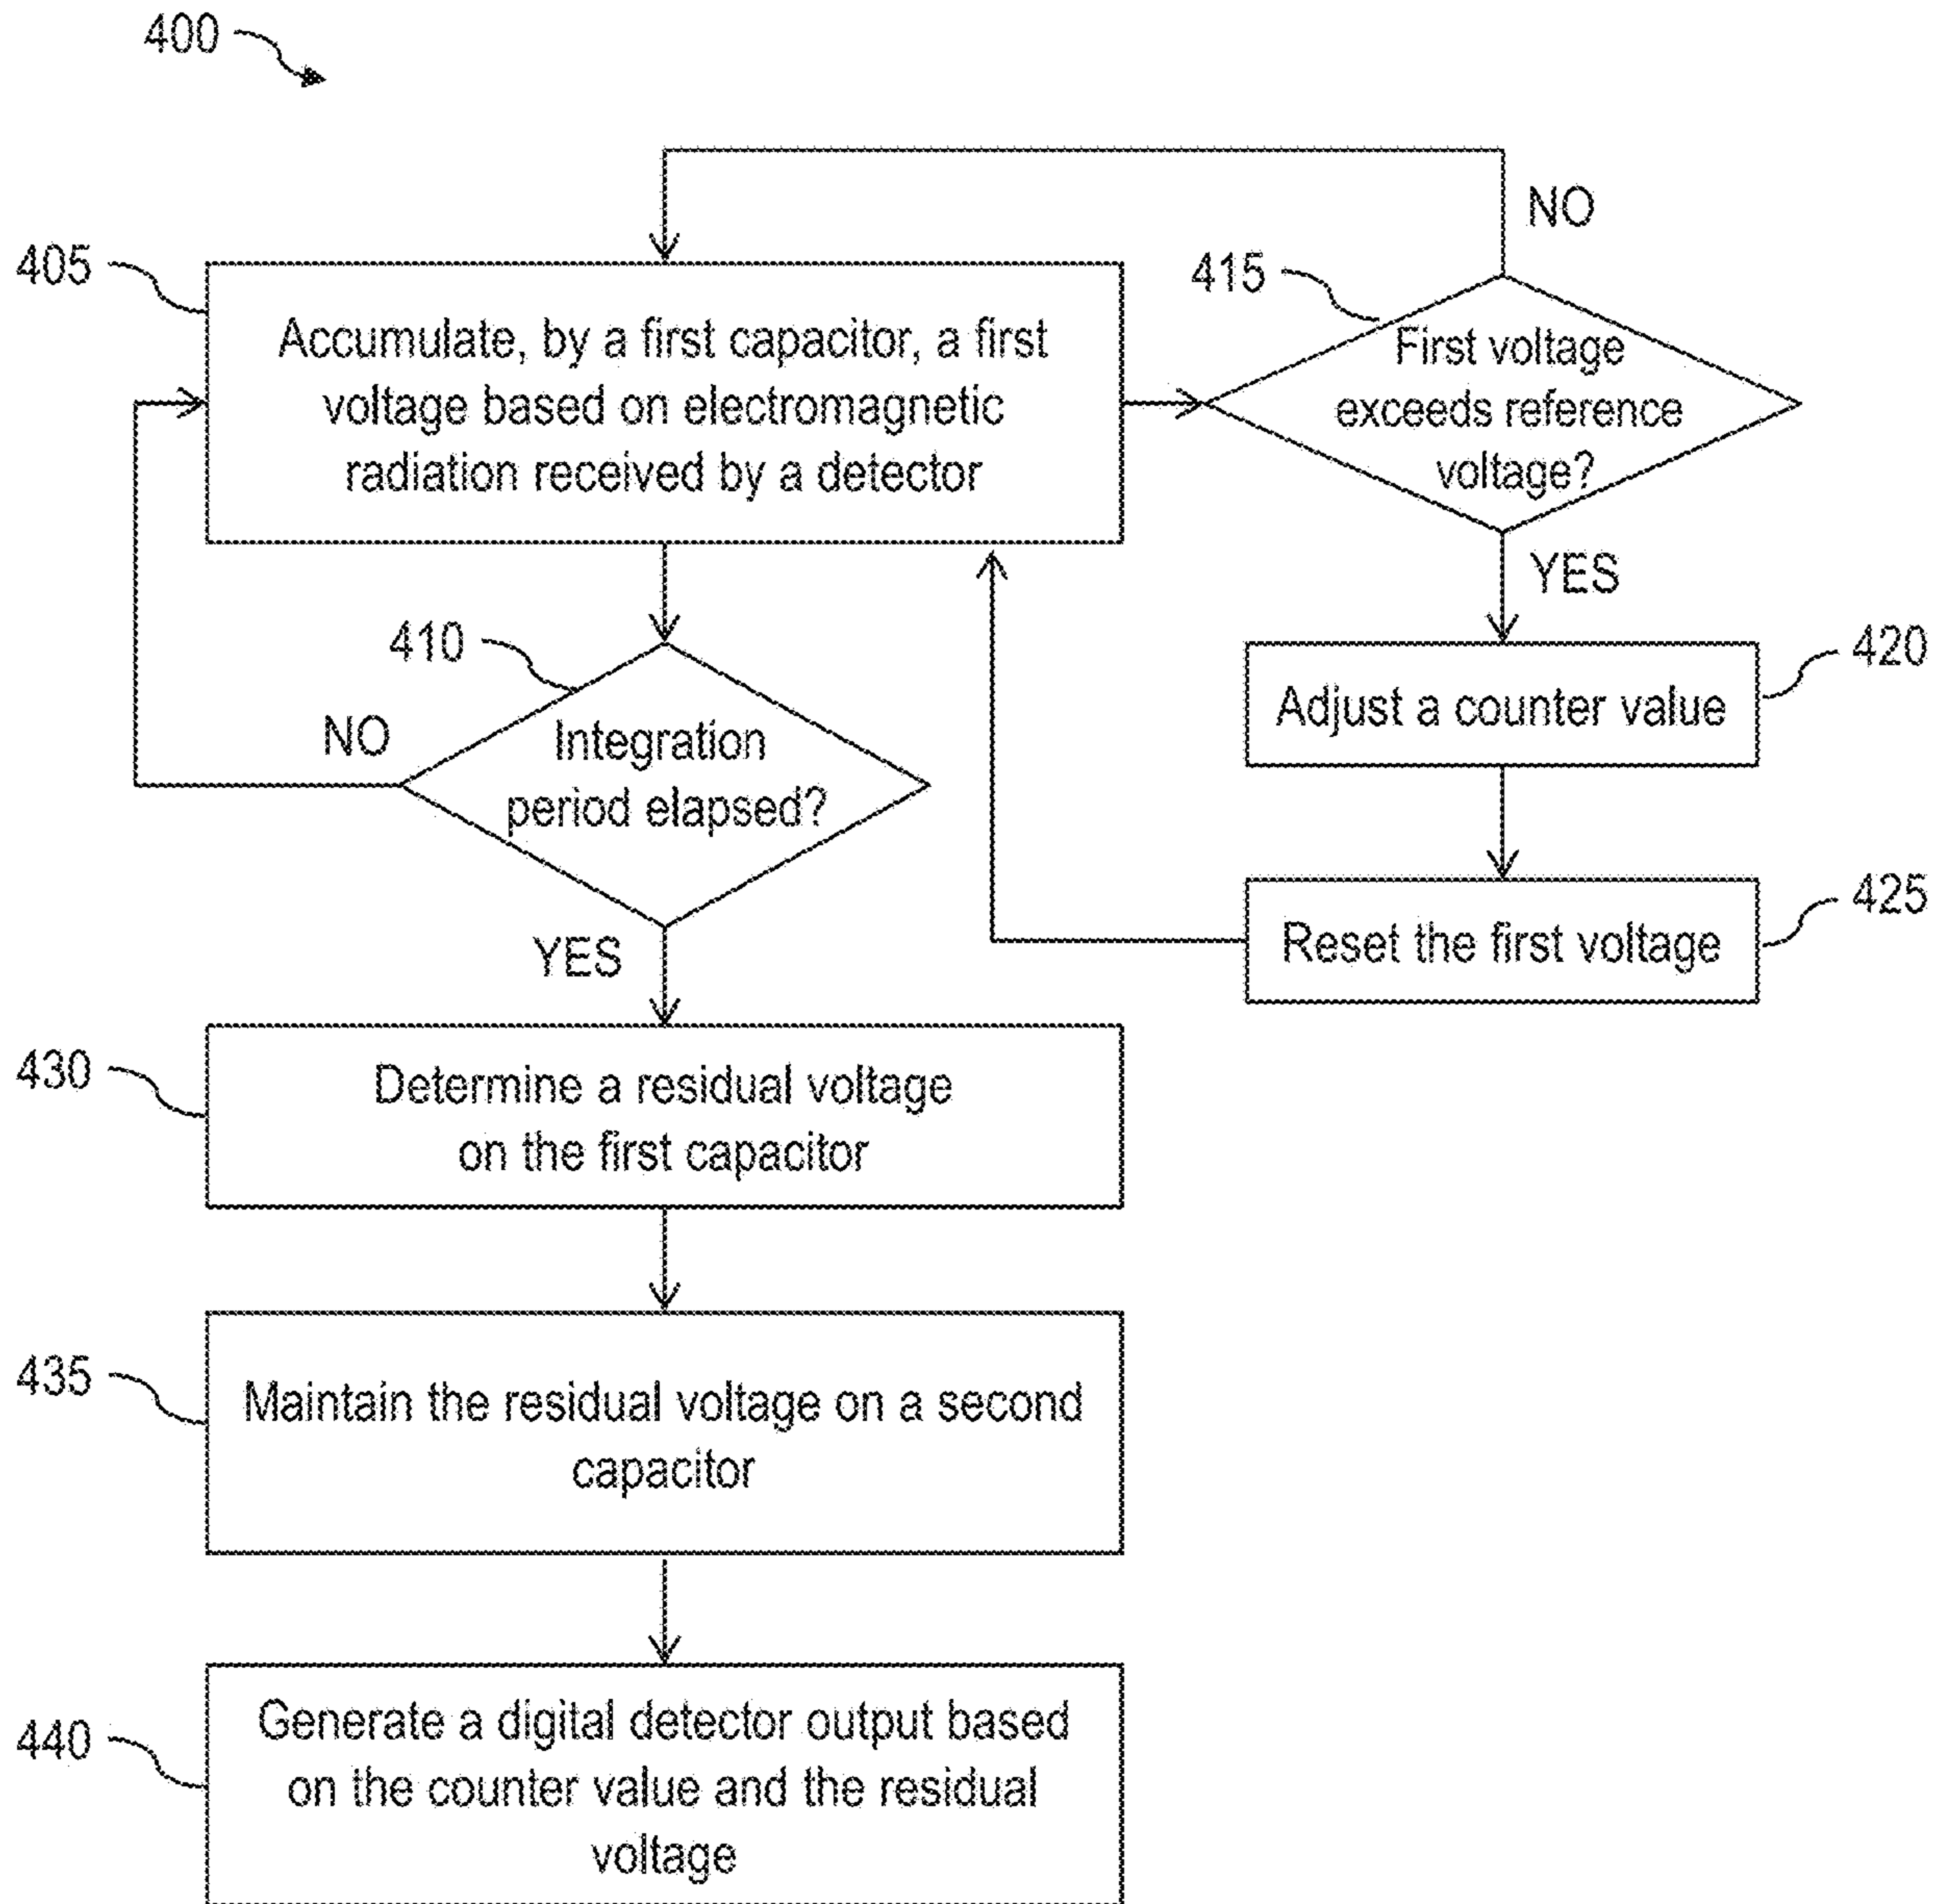 400
NO
405
415
Accumulate, by a first capacitor, a first
voltage based on electromagnetic
radiation received by a detector
First voltage
exceeds reference
voltage?
YES
410
420
NO
Integration
period elapsed?
Adjust a counter value
425
YES
Reset the first voltage
430
Determine a residual voltage
on the first capacitor
435
Maintain the residual voltage on a second
capacitor
440
Generate a digital detector output based
on the counter value and the residual
voltage